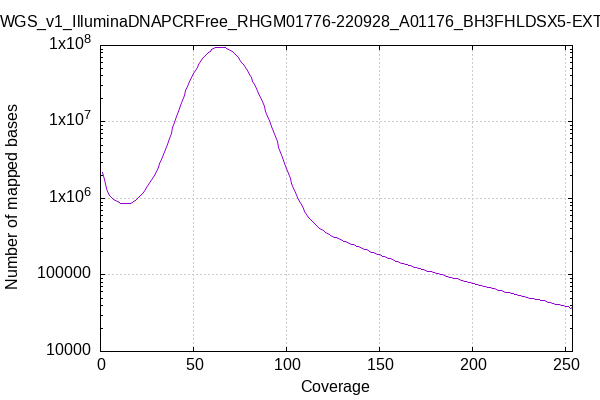 WGS_v1_IlluminaDNAPCRFree_RHGM01776-220928_A01176_BH3FHLDSX5-EXT
1x10^8
1x10^7
1x10^6
100000
10000
Number of mapped bases
0 50 100 150 200 250
Coverage